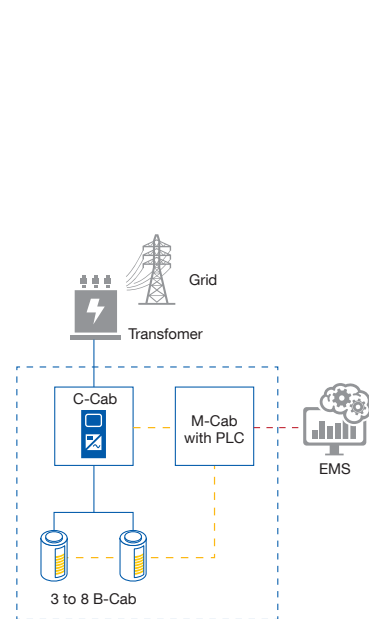 Grid
Transfomer
C-Cab
M-Cab
with PLC
EMS
3 to 8 B-Cab